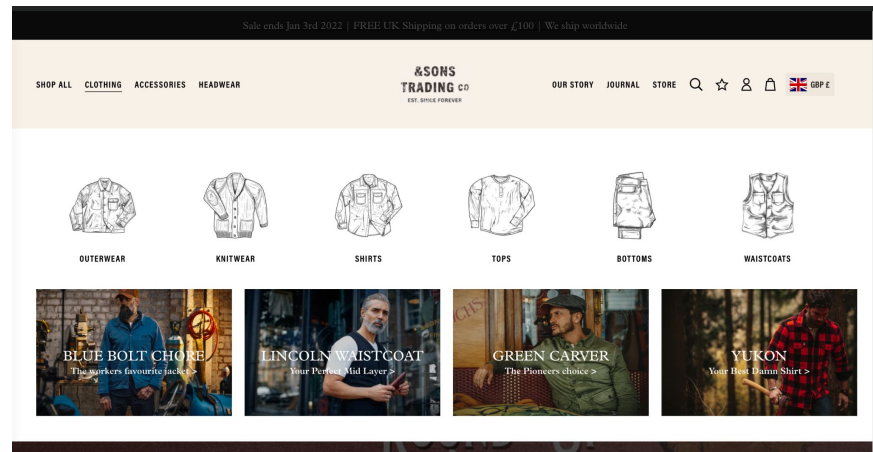 Sale ends Jan 3rd 2022 | FREE UK Shipping on orders over £100 | We ship worldwide
SHOP ALL CLOTHING ACCESSORIES HEADWEAR
&SONS
TRADING CO
EST. SINCE FOREVER
OUR STORY JOURNAL STORE GBP £
OUTERWEAR KNITWEAR SHIRTS TOPS BOTTOMS WAISTCOATS
BLUE BOLT CHORE
The workers favourite jacket >
LINCOLN WAISTCOAT
Your Perfect Mid Layer >
GREEN CARVER
The Pioneers choice >
YUKON
Your Best Damn Shirt >